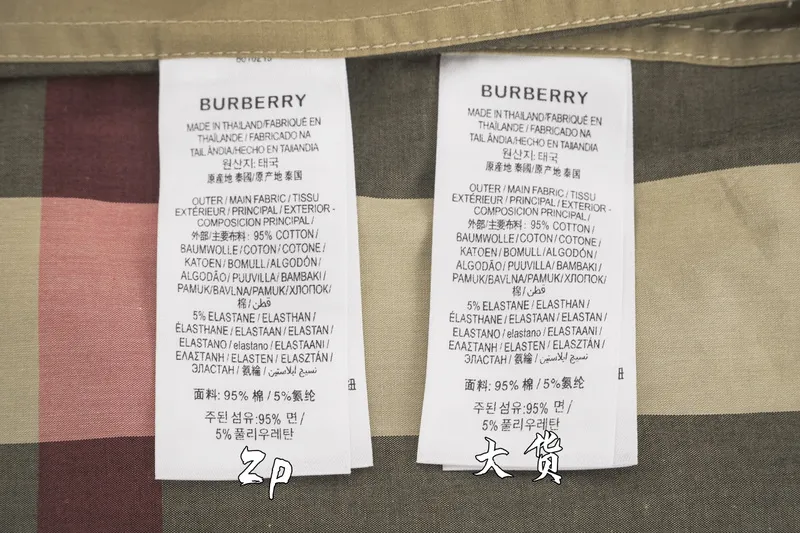 BURBERRY
MADE IN THAILAND/FABRIQUÉ EN
THAÏLANDE / FABRICADO NA
TAILÂNDIA/HECHO EN TAILANDIA
원산지: 태국
原産地 泰國/原产地 泰国
OUTER / MAIN FABRIC / TISSU
EXTÉRIEUR / PRINCIPAL / EXTERIOR -
COMPOSICIÓN PRINCIPAL /
外部/主要布料: 95% COTTON /
BAUMWOLLE / COTON / COTONE /
KATOEN / BOMULL / ALGODÓN /
ALGODÃO / PUUVILLA / BAMBAKI /
PAMUK/BAVLNA/PAMUK/ХЛОПОК/
棉/قطن
5% ELASTANE / ELASTHAN /
ÉLASTHANE / ELASTAAN / ELASTAN /
ELASTANO / elastano / ELASTAANI /
ΕΛΑΣΤΑΝΗ / ELASTEN / ELASZTÁN /
ЭЛАСТАН / 氨綸 / نسيج ايلاستين
面料: 95% 棉 / 5%氨纶
주된 섬유:95% 면 /
5% 폴리우레탄
zp
BURBERRY
MADE IN THAILAND/FABRIQUÉ EN
THAÏLANDE / FABRICADO NA
TAILÂNDIA/HECHO EN TAILANDIA
원산지: 태국
原産地 泰國/原产地 泰国
OUTER / MAIN FABRIC / TISSU
EXTÉRIEUR / PRINCIPAL / EXTERIOR -
COMPOSICIÓN PRINCIPAL /
外部/主要布料: 95% COTTON /
BAUMWOLLE / COTON / COTONE /
KATOEN / BOMULL / ALGODÓN /
ALGODÃO / PUUVILLA / BAMBAKI /
PAMUK/BAVLNA/PAMUK/ХЛОПОК/
棉/قطن
5% ELASTANE / ELASTHAN /
ÉLASTHANE / ELASTAAN / ELASTAN /
ELASTANO / elastano / ELASTAANI /
ΕΛΑΣΤΑΝΗ / ELASTEN / ELASZTÁN /
ЭЛАСТАН / 氨綸 / نسيج ايلاستين
面料: 95% 棉 / 5%氨纶
주된 섬유:95% 면 /
5% 폴리우레탄
大货